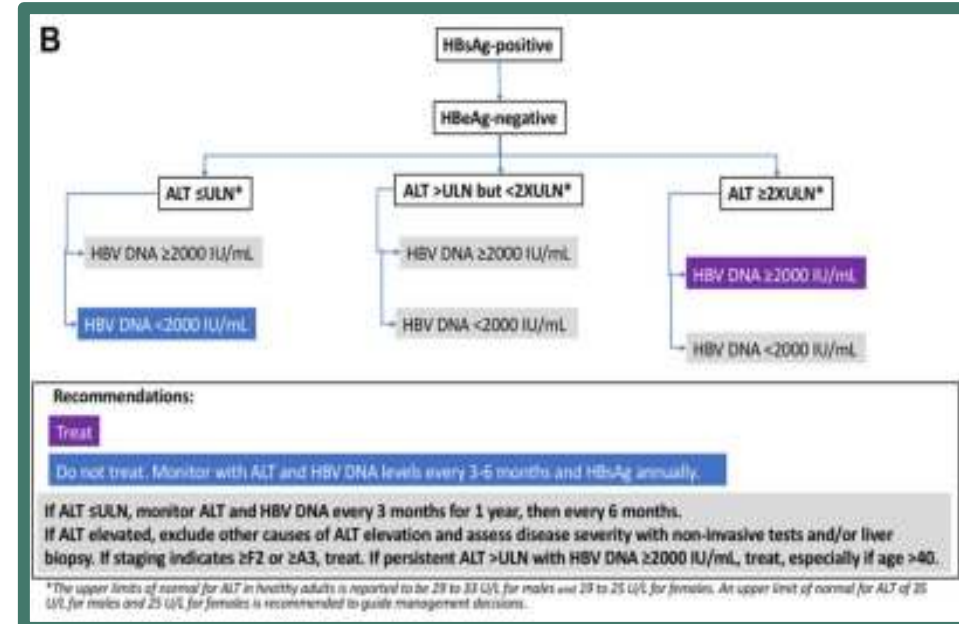 B
HBsAg-positive
HBeAg-negative
ALT ≤ULN*
ALT >ULN but <2XULN*
ALT ≥2XULN*
HBV DNA ≥2000 IU/mL
HBV DNA ≥2000 IU/mL
HBV DNA ≥2000 IU/mL
HBV DNA <2000 IU/mL
HBV DNA <2000 IU/mL
HBV DNA <2000 IU/mL
Recommendations:
Treat
Do not treat. Monitor with ALT and HBV DNA levels every 3-6 months and HBsAg annually.
If ALT ≤ULN, monitor ALT and HBV DNA every 3 months for 1 year, then every 6 months.
If ALT elevated, exclude other causes of ALT elevation and assess disease severity with non-invasive tests and/or liver
biopsy. If staging indicates ≥F2 or ≥A3, treat. If persistent ALT >ULN with HBV DNA ≥2000 IU/mL, treat, especially if age >40.
*The upper limits of normal for ALT in healthy adults is reported to be 29 to 33 U/L for males and 19 to 25 U/L for females. An upper limit of normal for ALT of 35
U/L for males and 25 U/L for females is recommended to guide management decisions.